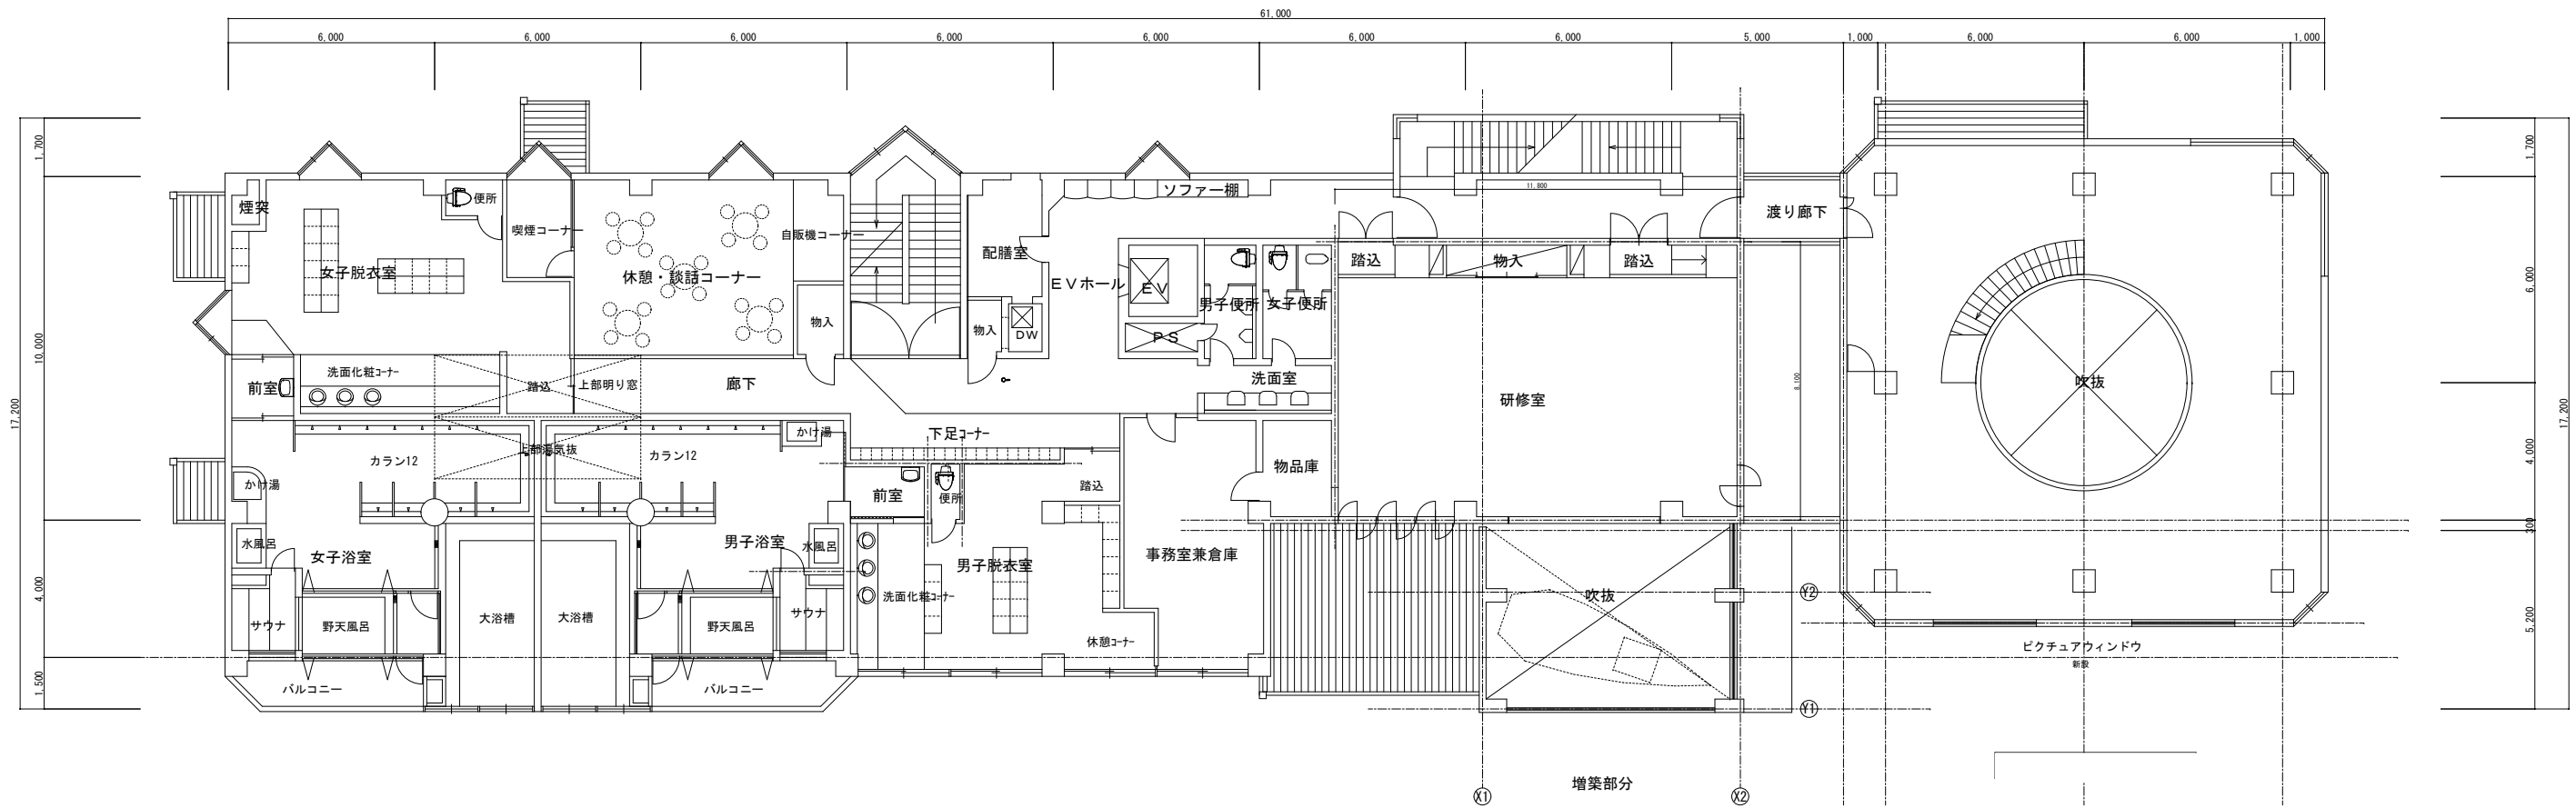 61,000
6,000
6,000
6,000
6,000
6,000
6,000
6,000
5,000
1,000
6,000
6,000
1,000
1,700
10,000
17,200
4,000
1,500
1,700
6,000
4,000
17,200
300
5,200
11,800
8,100
煙突
便所
喫煙コーナー
女子脱衣室
休憩・談話コーナー
自販機コーナー
物入
配膳室
物入
DW
EVホール
EV
PS
ソファー棚
男子便所
女子便所
踏込
物入
踏込
渡り廊下
前室
洗面化粧コーナー
踏込
上部明り窓
廊下
洗面室
研修室
吹抜
カラン12
上部湯気抜
カラン12
かけ湯
下足コーナー
かけ湯
前室
便所
踏込
物品庫
水風呂
女子浴室
男子浴室
水風呂
男子脱衣室
事務室兼倉庫
大浴槽
大浴槽
洗面化粧コーナー
吹抜
サウナ
野天風呂
野天風呂
サウナ
休憩コーナー
バルコニー
バルコニー
Y2
Y1
ピクチュアウィンドウ
新設
増築部分
X1
X2